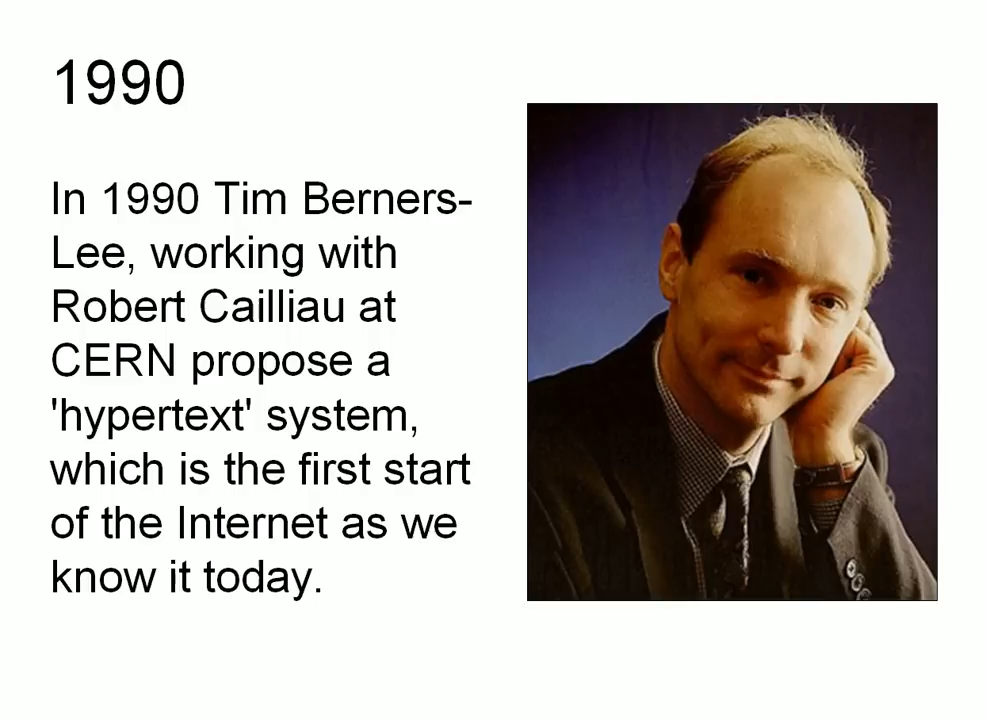 1990
In 1990 Tim Berners-
Lee, working with
Robert Cailliau at
CERN propose a
'hypertext' system,
which is the first start
of the Internet as we
know it today.